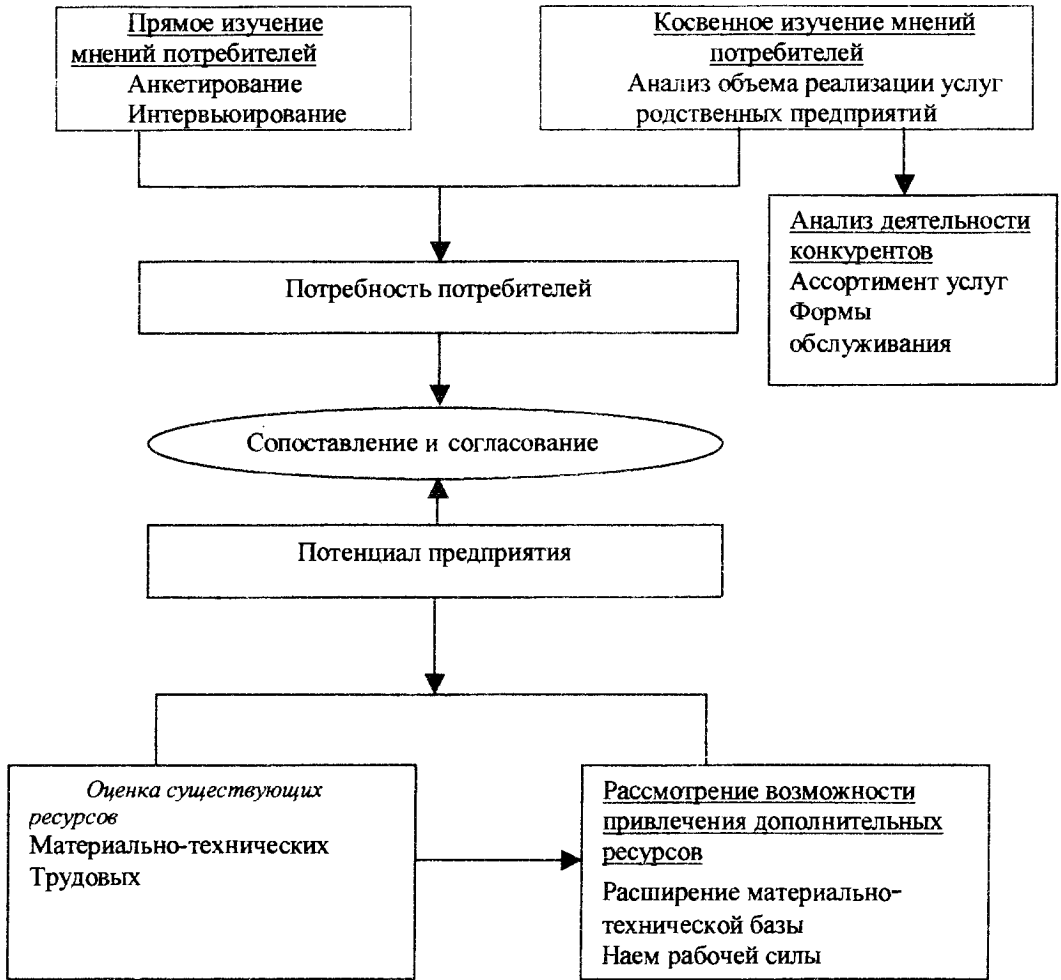 Прямое изучение
мнений потребителей
Анкетирование
Интервьюирование
Косвенное изучение мнений
потребителей
Анализ объема реализации услуг
родственных предприятий
Анализ деятельности
конкурентов
Ассортимент услуг
Формы
обслуживания
Потребность потребителей
Сопоставление и согласование
Потенциал предприятия
Оценка существующих
ресурсов
Материально-технических
Трудовых
Рассмотрение возможности
привлечения дополнительных
ресурсов
Расширение материально-
технической базы
Наем рабочей силы